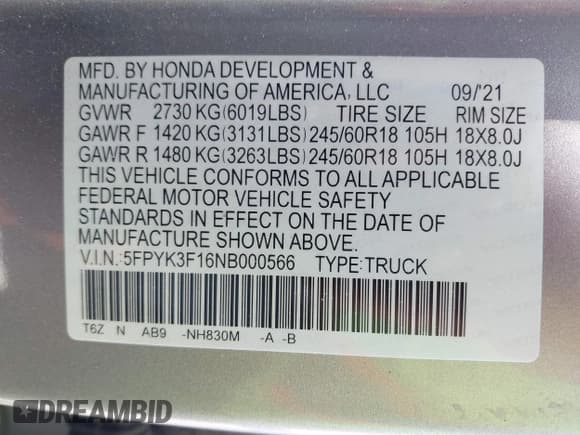 MFD. BY HONDA DEVELOPMENT &
MANUFACTURING OF AMERICA, LLC 09/'21
GVWR 2730 KG(6019LBS) TIRE SIZE RIM SIZE
GAWR F 1420 KG(3131LBS) 245/60R18 105H 18X8.0J
GAWR R 1480 KG(3263LBS) 245/60R18 105H 18X8.0J
THIS VEHICLE CONFORMS TO ALL APPLICABLE
FEDERAL MOTOR VEHICLE SAFETY
STANDARDS IN EFFECT ON THE DATE OF
MANUFACTURE SHOWN ABOVE.
V.I.N.:5FPYK3F16NB000566 TYPE:TRUCK
T6Z N AB9 -NH830M -A -B
DREAMBID